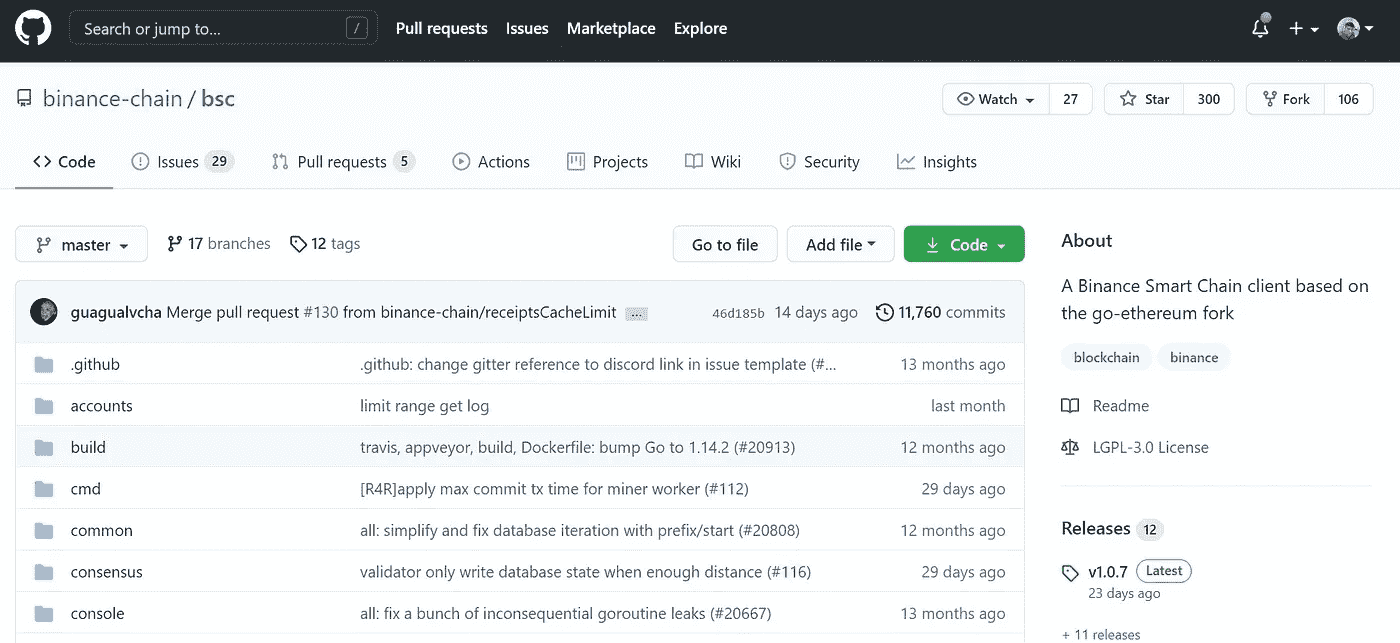 Search or jump to... / Pull requests Issues Marketplace Explore
binance-chain / bsc Watch 27 Star 300 Fork 106
Code Issues 29 Pull requests 5 Actions Projects Wiki Security Insights
master 17 branches 12 tags Go to file Add file Code
guagualvcha Merge pull request #130 from binance-chain/receiptsCacheLimit ... 46d185b 14 days ago 11,760 commits
.github .github: change gitter reference to discord link in issue template (#... 13 months ago
accounts limit range get log last month
build travis, appveyor, build, Dockerfile: bump Go to 1.14.2 (#20913) 12 months ago
cmd [R4R]apply max commit tx time for miner worker (#112) 29 days ago
common all: simplify and fix database iteration with prefix/start (#20808) 12 months ago
consensus validator only write database state when enough distance (#116) 29 days ago
console all: fix a bunch of inconsequential goroutine leaks (#20667) 13 months ago
About
A Binance Smart Chain client based on
the go-ethereum fork
blockchain binance
Readme
LGPL-3.0 License
Releases 12
v1.0.7 Latest
23 days ago
+ 11 releases